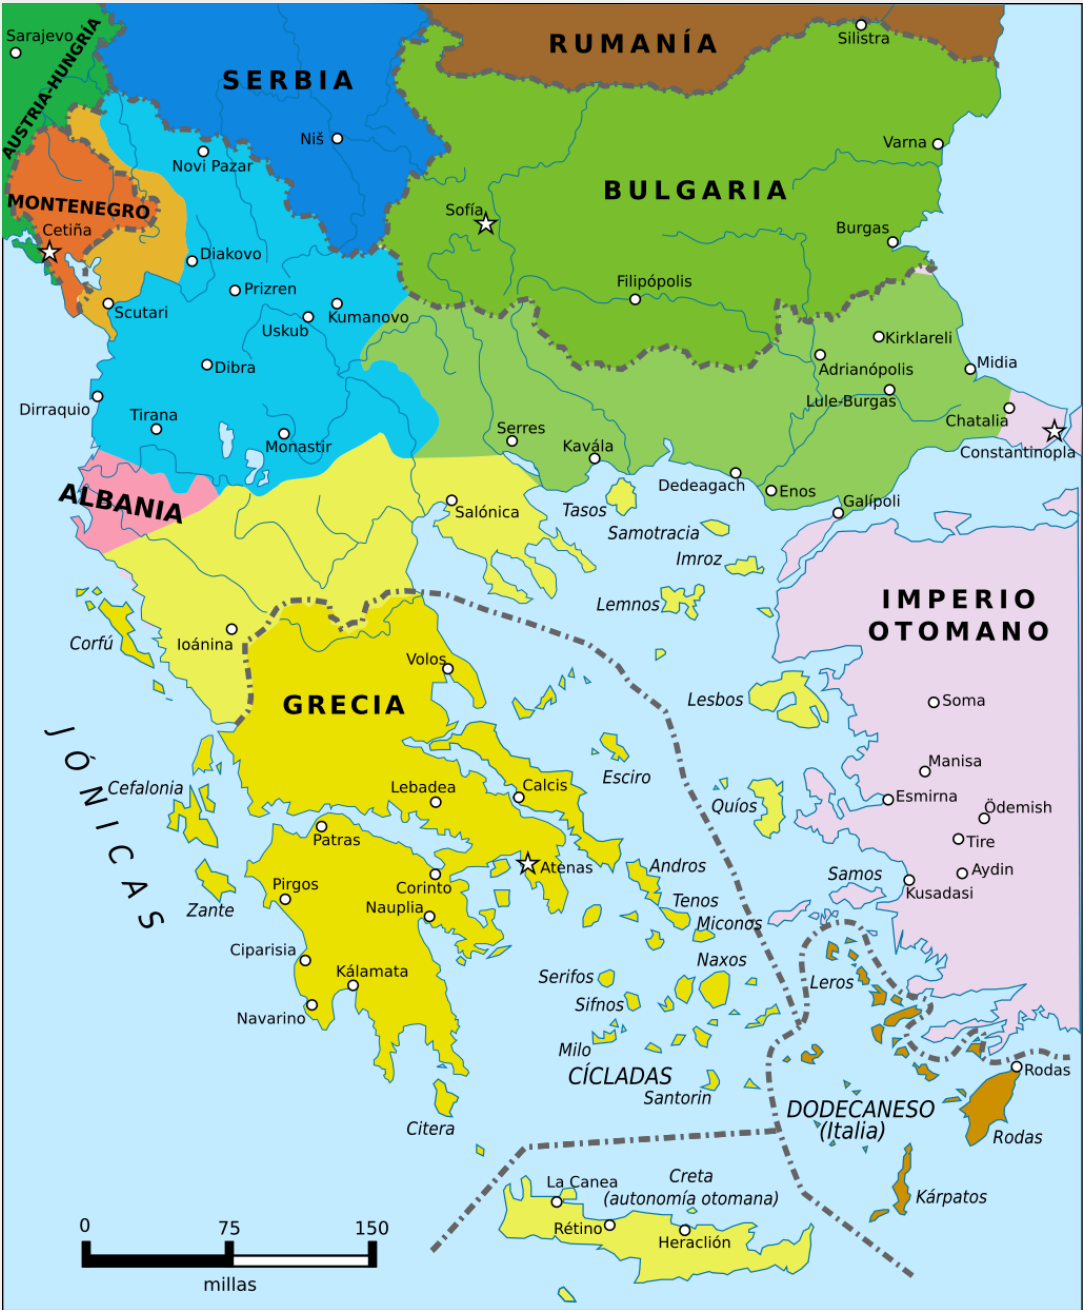 Sarajevo
AUSTRIA-HUNGRÍA
SERBIA
RUMANÍA
Silistra
Niš
Novi Pazar
Varna
MONTENEGRO
Cetiña
BULGARIA
Sofía
Burgas
Diakovo
Prizren
Filipópolis
Scutari
Uskub
Kumanovo
Kirklareli
Dibra
Adrianópolis
Midia
Dirraquio
Tirana
Monastir
Lule-Burgas
Serres
Chatalia
Kavála
Constantinopla
ALBANIA
Dedeagach
Enos
Galípoli
Salónica
Tasos
Samotracia
Imroz
Lemnos
IMPERIO
OTOMANO
Corfú
Ioánina
Volos
GRECIA
Lesbos
Soma
JÓNICAS
Cefalonia
Esciro
Manisa
Lebadea
Calcis
Quíos
Esmirna
Ödemish
Patras
Tire
Atenas
Andros
Samos
Aydin
Pirgos
Corinto
Kusadasi
Zante
Nauplia
Tenos
Miconos
Ciparisia
Naxos
Kálamata
Serifos
Leros
Sifnos
Navarino
Milo
CÍCLADAS
Santorin
Rodas
DODECANESO
(Italia)
Rodas
Citera
La Canea
Creta
(autonomía otomana)
Kárpatos
Rétino
Heraclión
0 75 150
millas